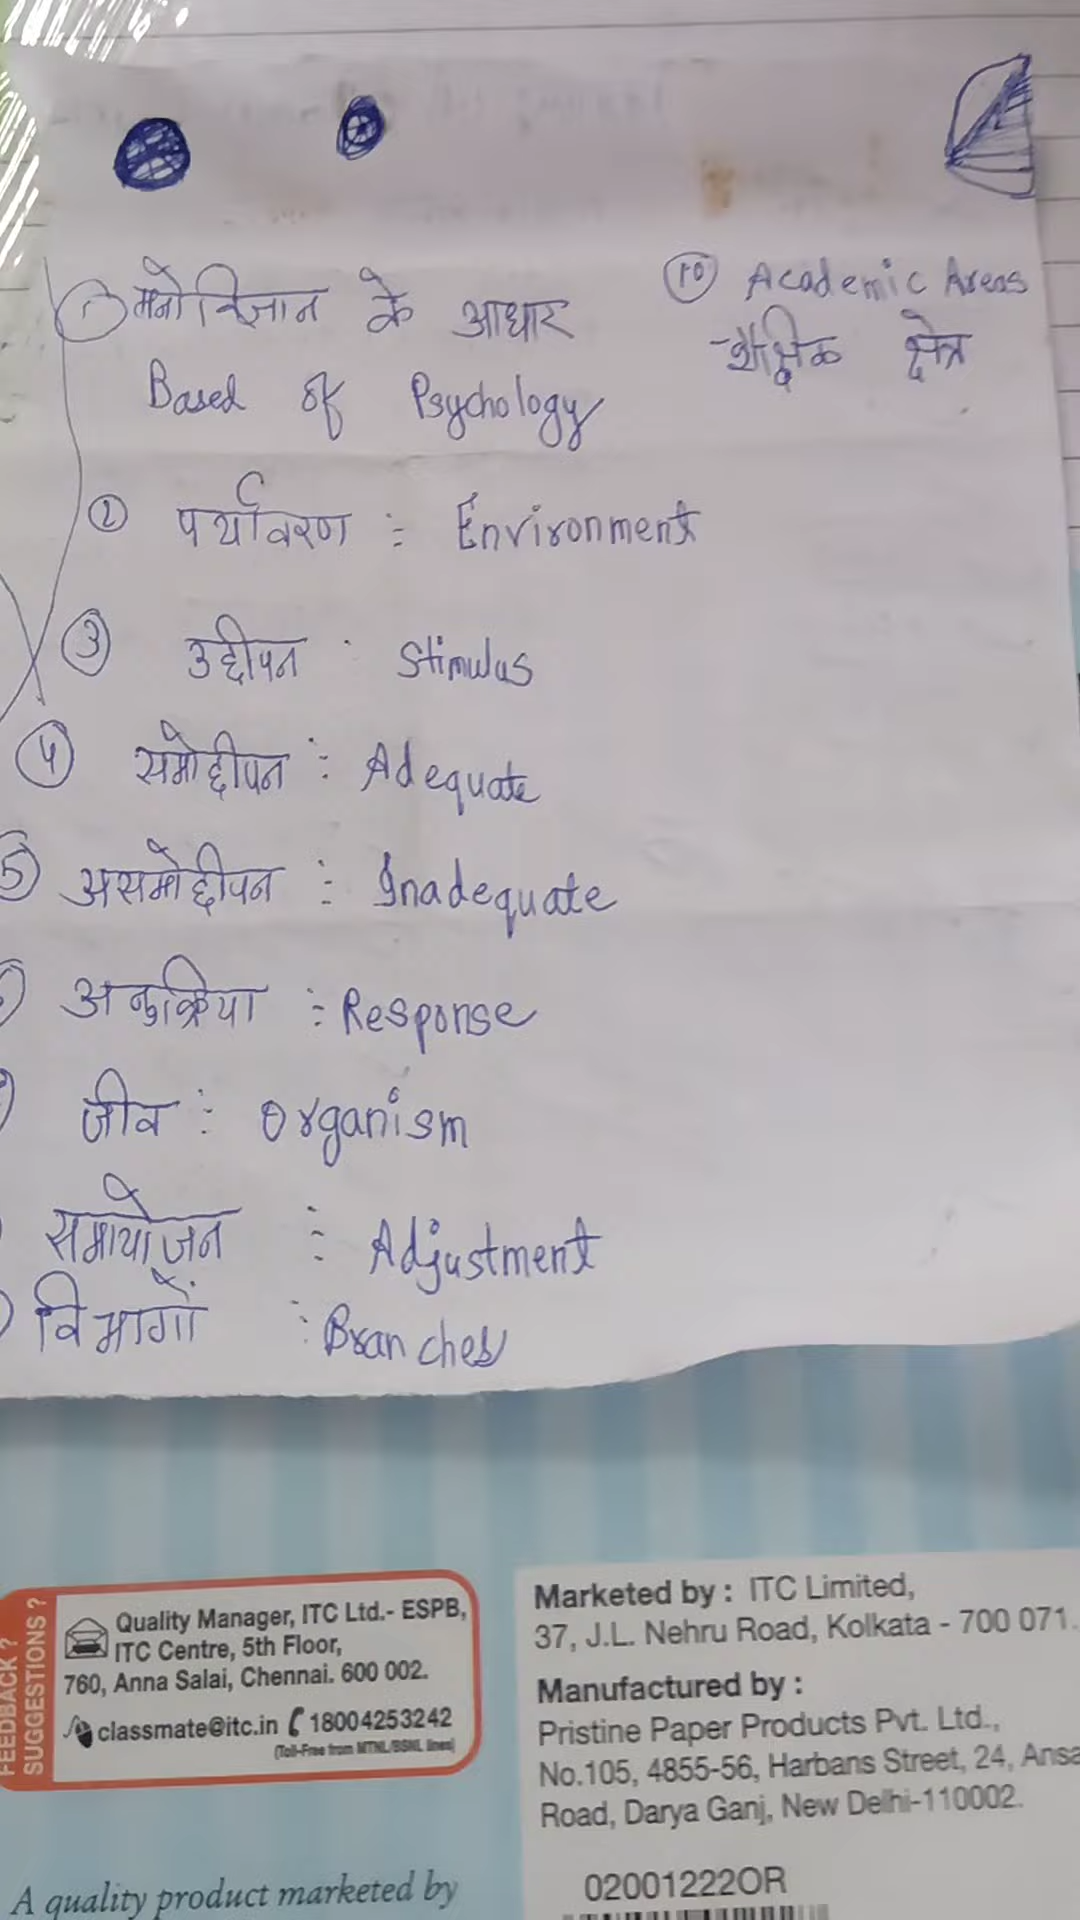 ① मनोविज्ञान के आधार
Based of Psychology
② पर्यावरण : Environment
③ उद्दीपन : Stimulus
④ समोद्दीपन : Adequate
⑤ असमोद्दीपन : Inadequate
अनुक्रिया : Response
जीव : Organism
समायोजन : Adjustment
विभागों : Branches
⑩ Academic Areas
शैक्षिक क्षेत्र
FEEDBACK ?
SUGGESTIONS ?
Quality Manager, ITC Ltd.- ESPB,
ITC Centre, 5th Floor,
760, Anna Salai, Chennai. 600 002.
classmate@itc.in 18004253242
(Toll-Free from MTNL/BSNL lines)
Marketed by : ITC Limited,
37, J.L. Nehru Road, Kolkata - 700 071.
Manufactured by :
Pristine Paper Products Pvt. Ltd.,
No.105, 4855-56, Harbans Street, 24, Ansa
Road, Darya Ganj, New Delhi-110002.
02001222OR
A quality product marketed by